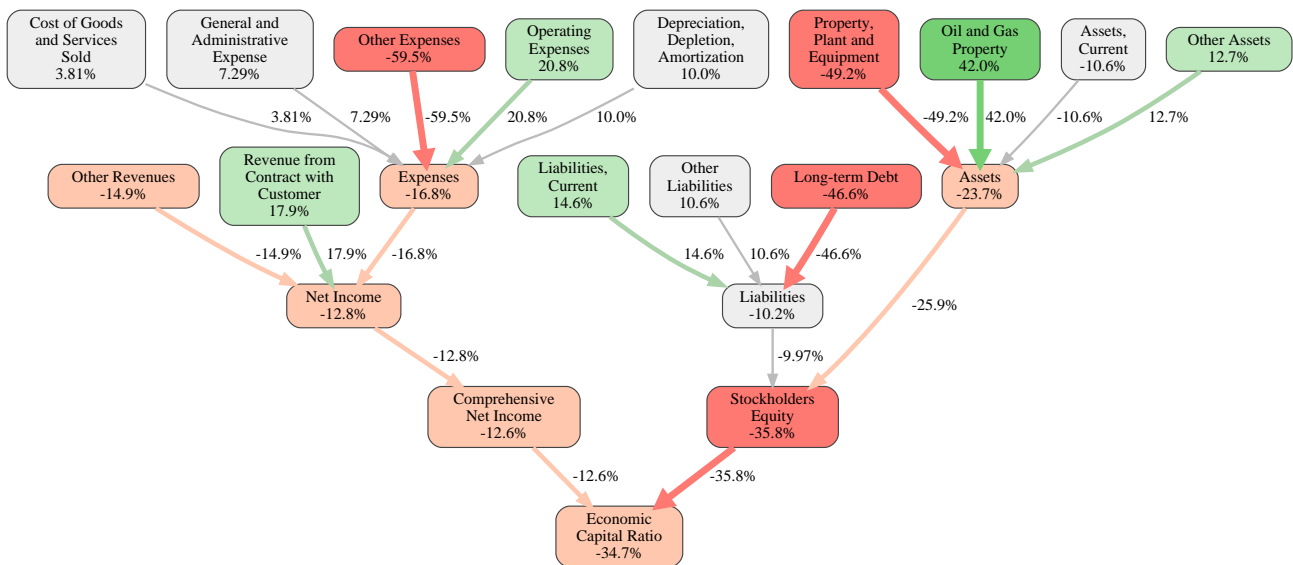 Cost of Goods
and Services
Sold
3.81%
General and
Administrative
Expense
7.29%
Other Expenses
-59.5%
Operating
Expenses
20.8%
Depreciation,
Depletion,
Amortization
10.0%
Property,
Plant and
Equipment
-49.2%
Oil and Gas
Property
42.0%
Assets,
Current
-10.6%
Other Assets
12.7%
3.81%
7.29%
-59.5%
20.8%
10.0%
-49.2%
42.0%
-10.6%
12.7%
Other Revenues
-14.9%
Revenue from
Contract with
Customer
17.9%
Expenses
-16.8%
Liabilities,
Current
14.6%
Other
Liabilities
10.6%
Long-term Debt
-46.6%
Assets
-23.7%
-14.9%
17.9%
-16.8%
14.6%
10.6%
-46.6%
-25.9%
Net Income
-12.8%
Liabilities
-10.2%
-12.8%
-9.97%
Comprehensive
Net Income
-12.6%
Stockholders
Equity
-35.8%
-12.6%
-35.8%
Economic
Capital Ratio
-34.7%